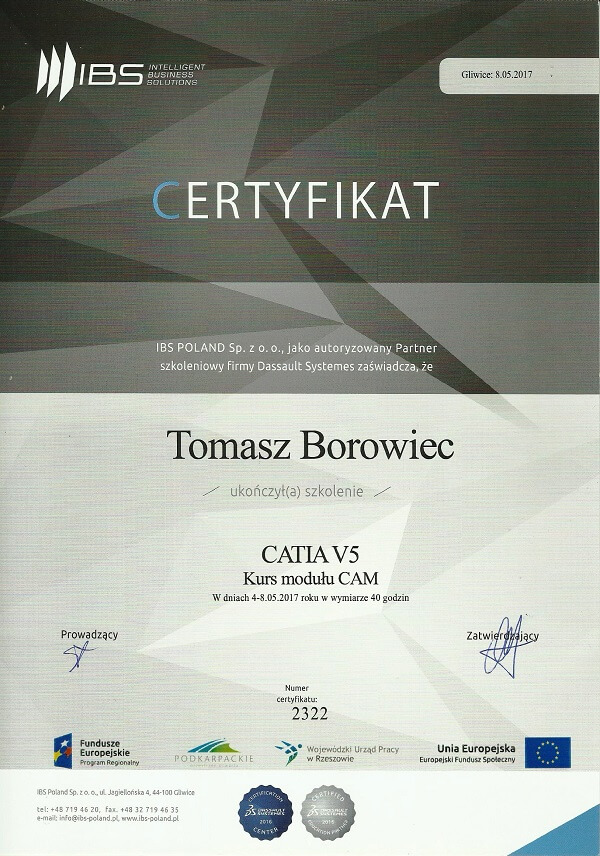 IBS INTELLIGENT
BUSINESS
SOLUTIONS
Gliwice: 8.05.2017
CERTYFIKAT
IBS POLAND Sp. z o. o., jako autoryzowany Partner
szkoleniowy firmy Dassault Systemes zaświadcza, że
Tomasz Borowiec
ukończył(a) szkolenie
CATIA V5
Kurs modułu CAM
W dniach 4-8.05.2017 roku w wymiarze 40 godzin
Prowadzący
Zatwierdzający
Numer
certyfikatu:
2322
Fundusze
Europejskie
Program Regionalny
PODKARPACKIE
Wojewódzki Urząd Pracy
w Rzeszowie
Unia Europejska
Europejski Fundusz Społeczny
IBS Poland Sp. z o. o., ul. Jagiellońska 4, 44-100 Gliwice
tel: +48 719 46 20, fax. +48 32 719 46 35
e-mail: info@ibs-poland.pl, www.ibs-poland.pl
CERTIFICATION
DASSAULT
SYSTEMES
2016
CENTER
CERTIFIED
DASSAULT
SYSTEMES
2016